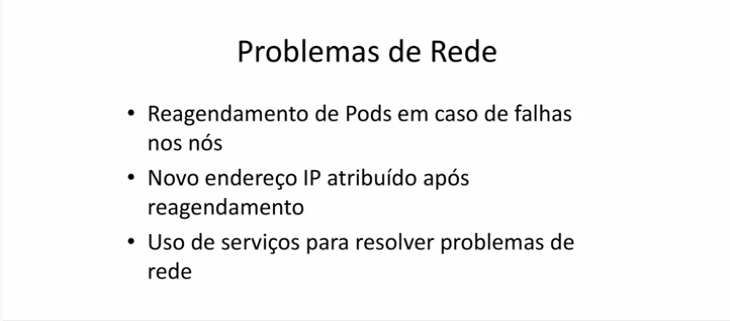 Problemas de Rede
• Reagendamento de Pods em caso de falhas
nos nós
• Novo endereço IP atribuído após
reagendamento
• Uso de serviços para resolver problemas de
rede